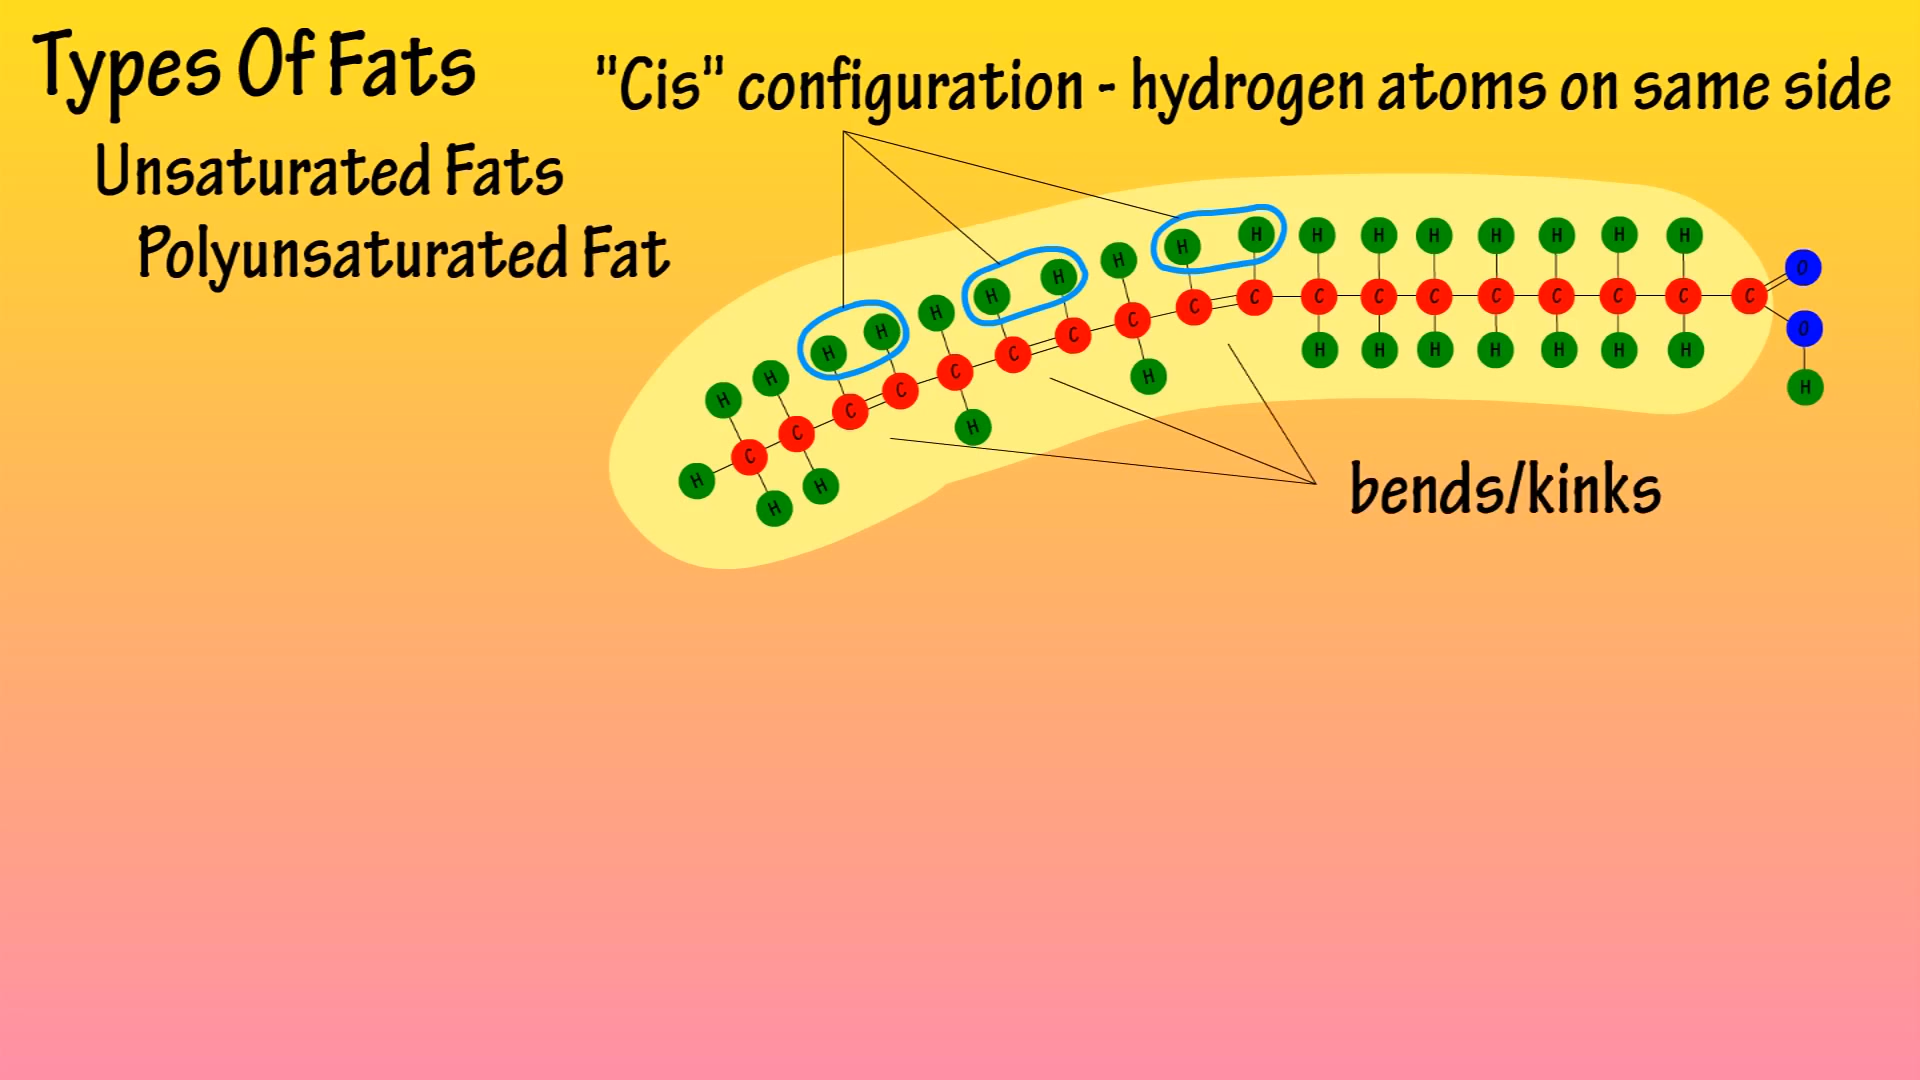 Types Of Fats
"Cis" configuration - hydrogen atoms on same side
Unsaturated Fats
Polyunsaturated Fat
H H H H H H H H H H H H H H H
C C C C C C C C C C C C C C C C C C
O
O
H
H H H H H H H H H H H H
H
bends/kinks